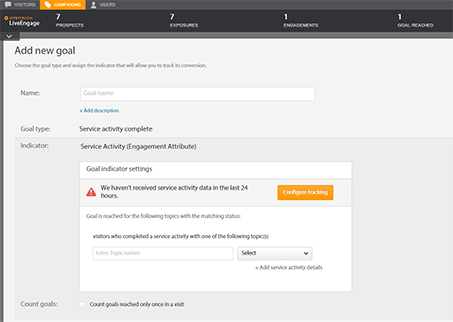 VISITORS CAMPAIGNS USERS
LIVEPERSON
LiveEngage
7
PROSPECTS
7
EXPOSURES
1
ENGAGEMENTS
1
GOAL REACHED
Add new goal
Choose the goal type and assign the indicator that will allow you to track its conversion.
Name: Goal name
+ Add description
Goal type: Service activity complete
Indicator: Service Activity (Engagement Attribute)
Goal indicator settings
We haven't received service activity data in the last 24
hours.
Configure tracking
Goal is reached for the following topics with the matching status:
visitors who completed a service activity with one of the following topic(s)
Enter Topic names Select
+ Add service activity details
Count goals: Count goals reached only once in a visit